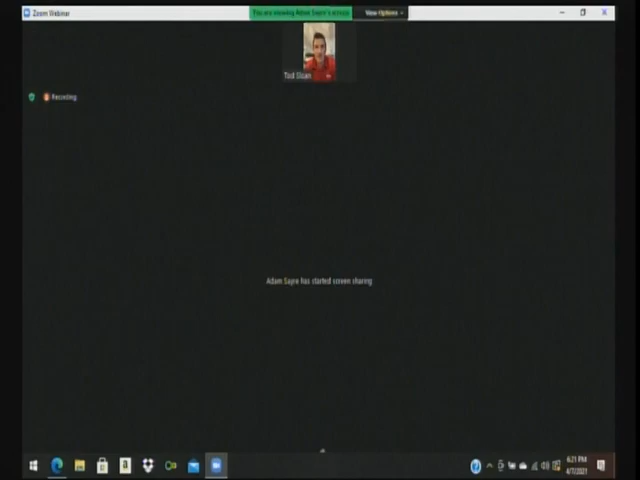 Zoom Webinar
You are viewing Adam Sayre's screen
View Options
Tod Sloan
Recording
Adam Sayre has started screen sharing
6:21 PM
4/7/2021